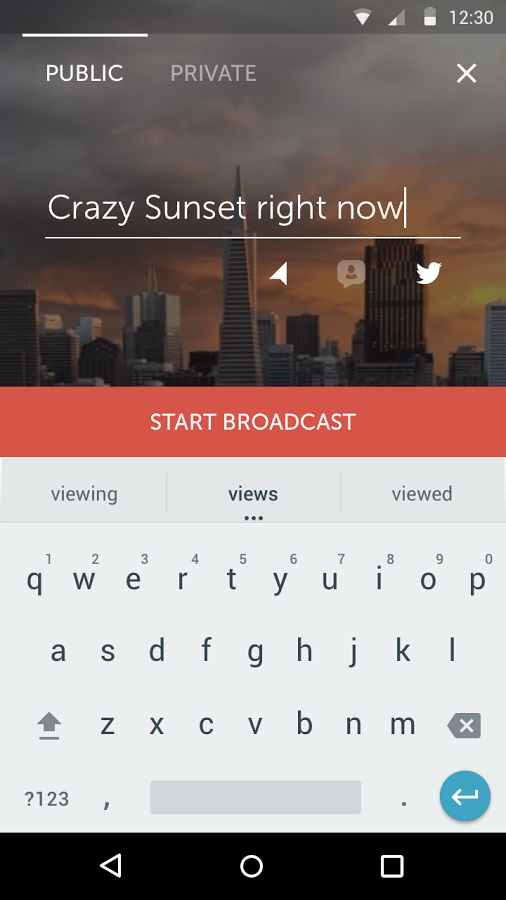 12:30
PUBLIC PRIVATE
Crazy Sunset right now
START BROADCAST
viewing views viewed
1 2 3 4 5 6 7 8 9 0
q w e r t y u i o p
a s d f g h j k l
z x c v b n m
?123 , .